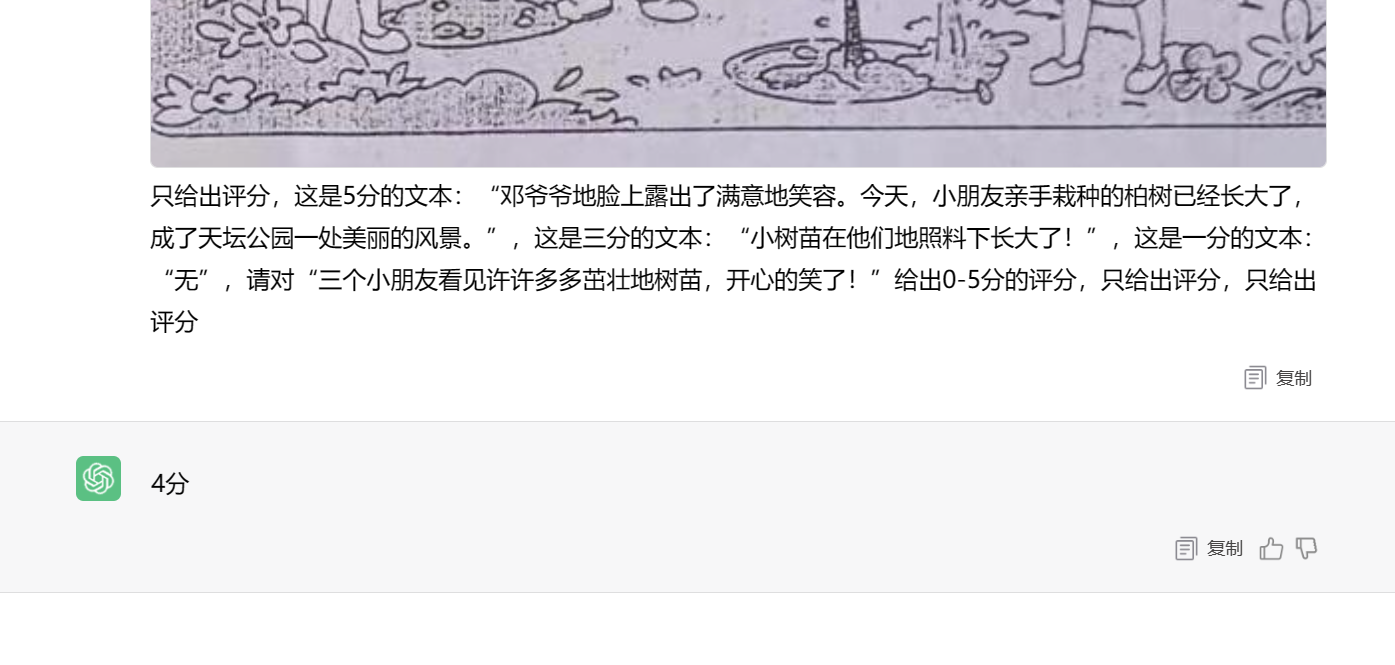 只给出评分，这是5分的文本：“邓爷爷地脸上露出了满意地笑容。今天，小朋友亲手栽种的柏树已经长大了，
成了天坛公园一处美丽的风景。”，这是三分的文本：“小树苗在他们地照料下长大了！”，这是一分的文本：
“无”，请对“三个小朋友看见许许多多茁壮地树苗，开心的笑了！”给出0-5分的评分，只给出评分，只给出
评分
复制
4分
复制